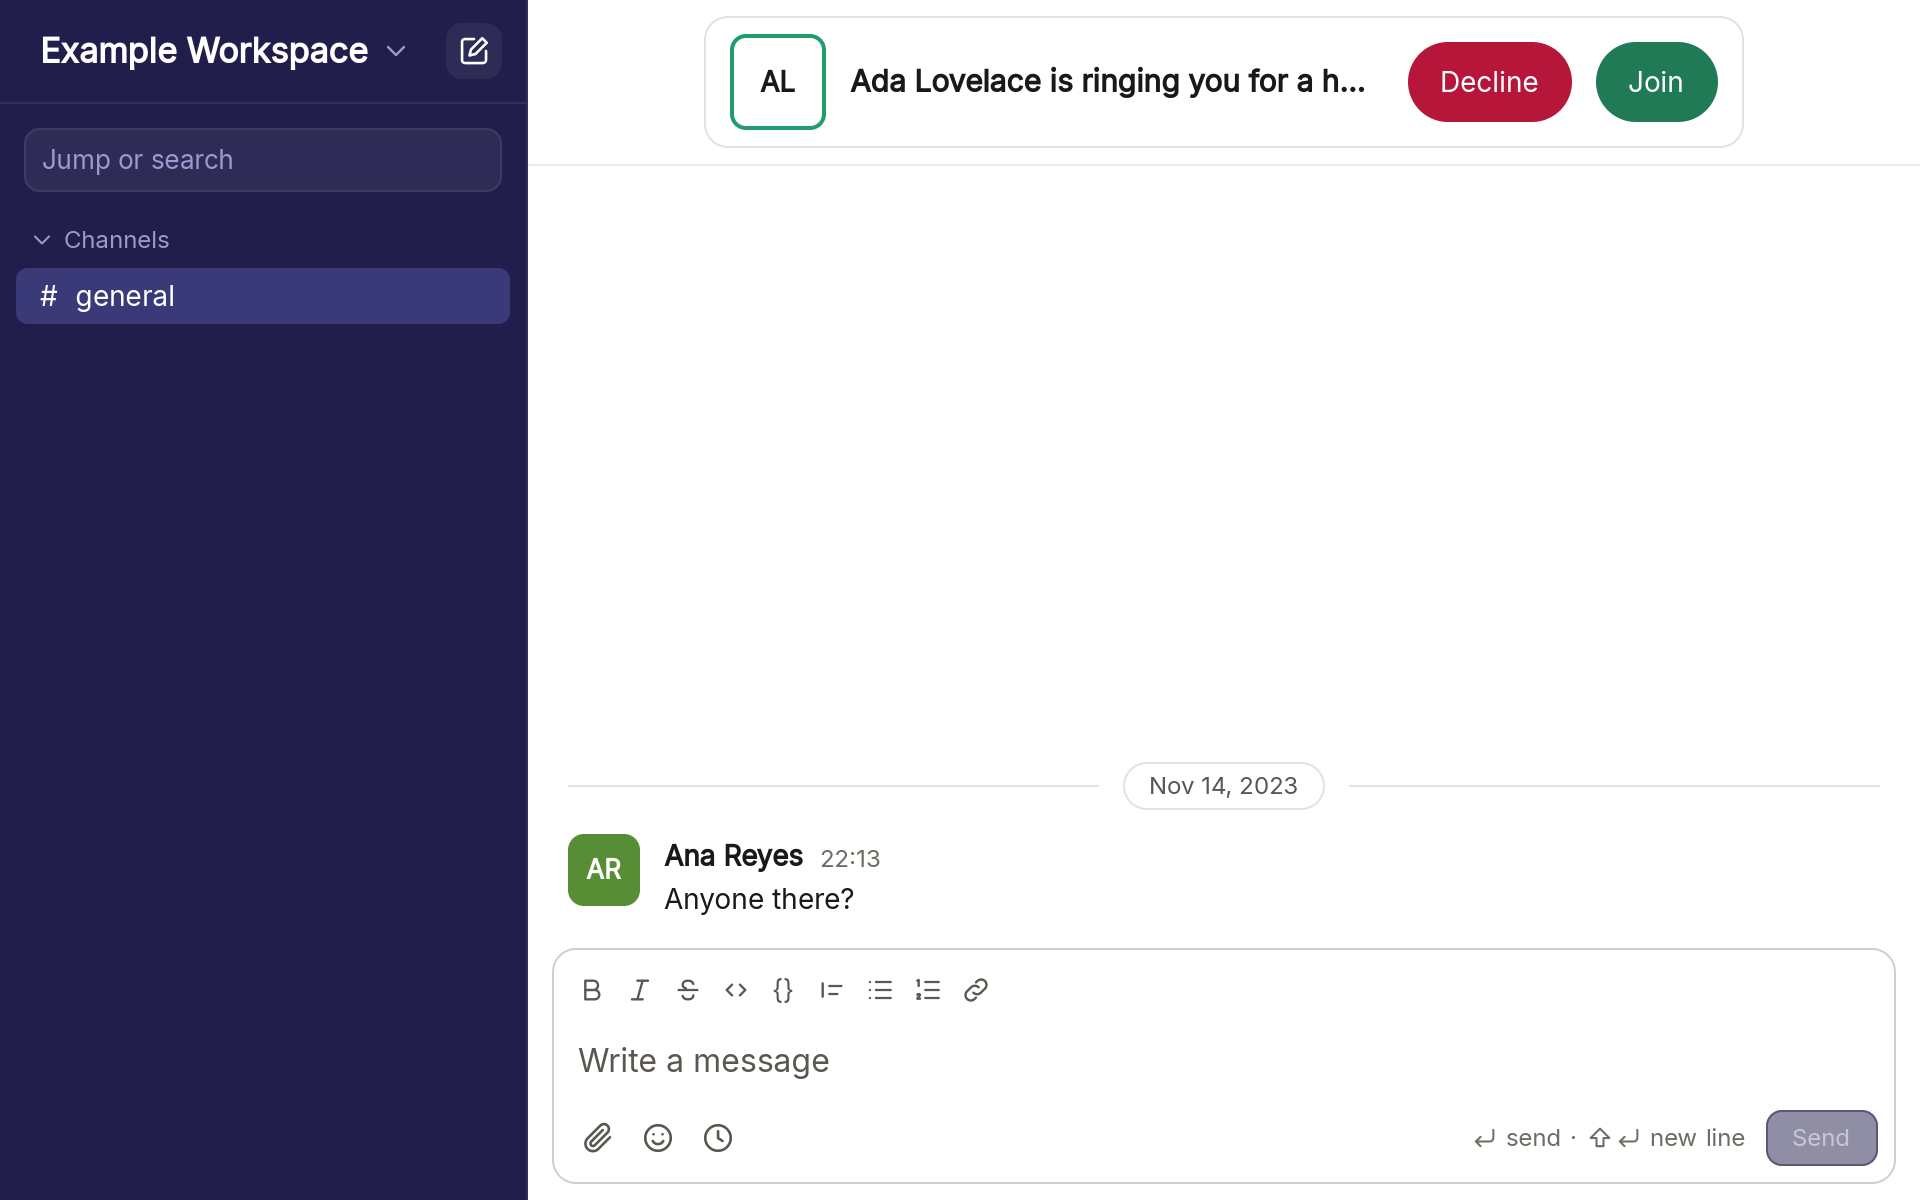 Example Workspace
Jump or search
Channels
# general
AL
Ada Lovelace is ringing you for a h...
Decline
Join
Nov 14, 2023
AR
Ana Reyes 22:13
Anyone there?
Write a message
send · new line
Send